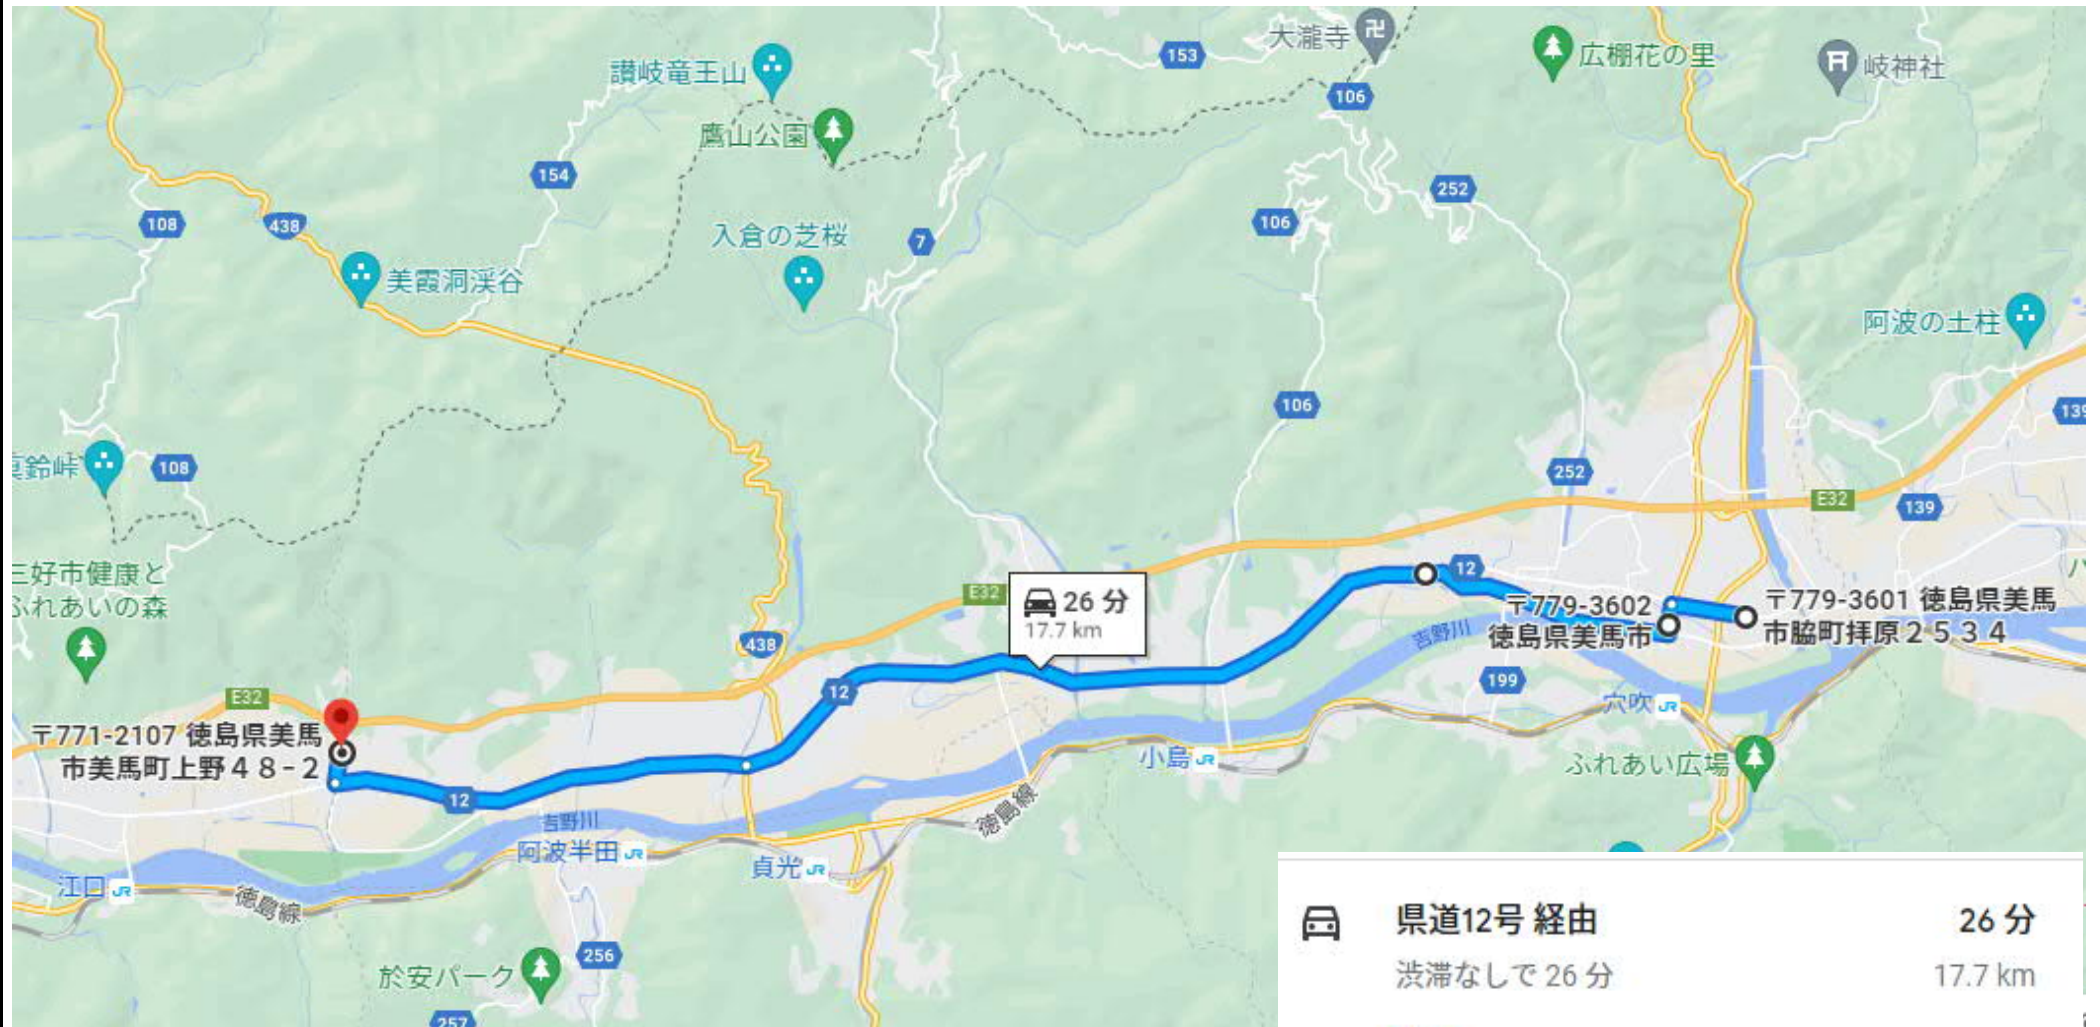 大瀧寺
153
広棚花の里
岐神社
讃岐竜王山
106
鷹山公園
154
252
108
438
106
入倉の芝桜
7
美霞洞渓谷
阿波の土柱
106
139
108
252
E32
139
三好市健康と
ふれあいの森
E32
26 分
17.7 km
12
〒779-3602
徳島県美馬市
〒779-3601 徳島県美馬
市脇町拝原2534
438
吉野川
12
199
穴吹
JR
E32
〒771-2107 徳島県美馬
市美馬町上野48-2
小島
JR
ふれあい広場
12
吉野川
徳島線
阿波半田
JR
貞光
JR
江口
JR
徳島線
於安パーク
256
257
県道12号 経由
26 分
渋滞なしで 26 分
17.7 km